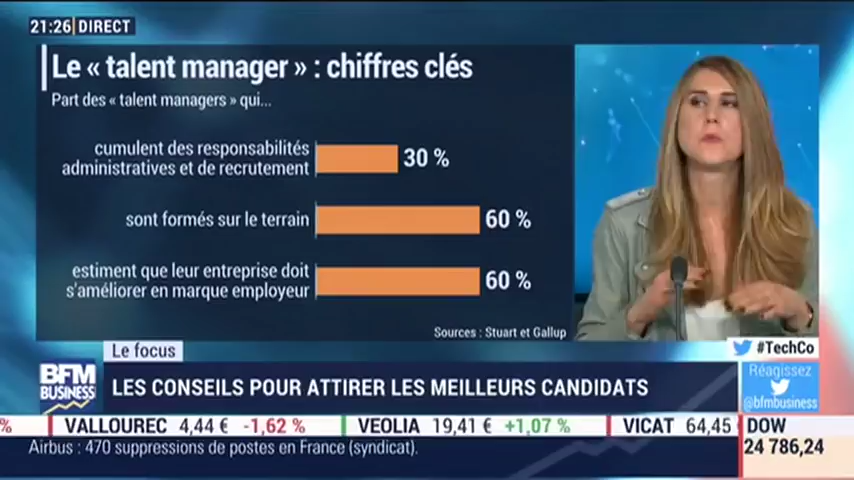 21:26 DIRECT
Le « talent manager » : chiffres clés
Part des « talent managers » qui...
cumulent des responsabilités
administratives et de recrutement
30 %
sont formés sur le terrain
60 %
estiment que leur entreprise doit
s'améliorer en marque employeur
60 %
Sources : Stuart et Gallup
Le focus
#TechCo
BFM
BUSINESS
LES CONSEILS POUR ATTIRER LES MEILLEURS CANDIDATS
Réagissez
@bfmbusiness
% VALLOUREC 4,44 € -1,62 % VEOLIA 19,41 € +1,07 % VICAT 64,45
DOW
24 786,24
Airbus : 470 suppressions de postes en France (syndicat).